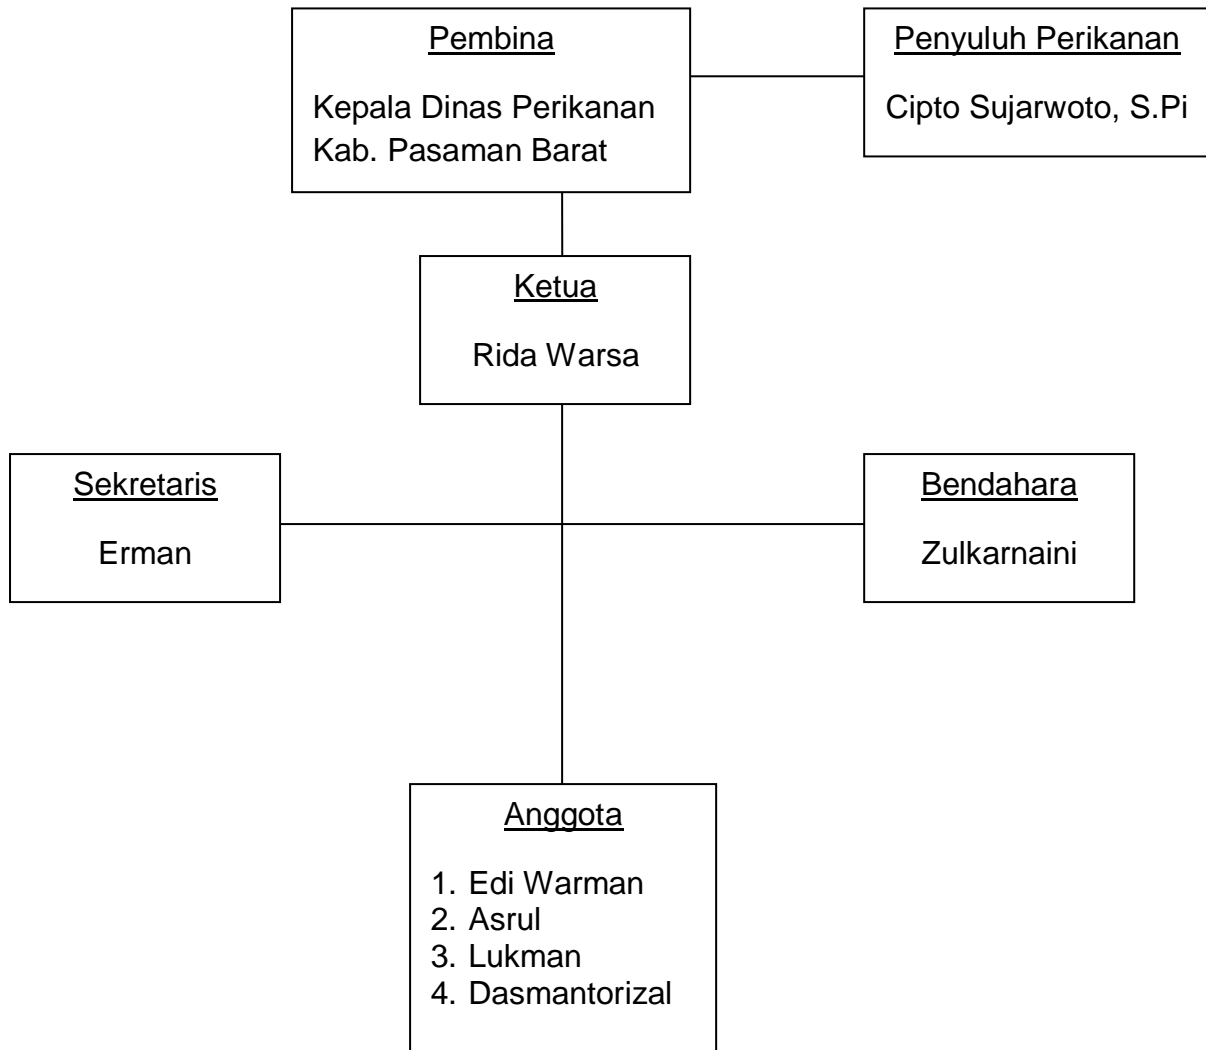 Pembina
Kepala Dinas Perikanan
Kab. Pasaman Barat
Penyuluh Perikanan
Cipto Sujarwoto, S.Pi
Ketua
Rida Warsa
Sekretaris
Erman
Bendahara
Zulkarnaini
Anggota
1. Edi Warman
2. Asrul
3. Lukman
4. Dasmantorizal